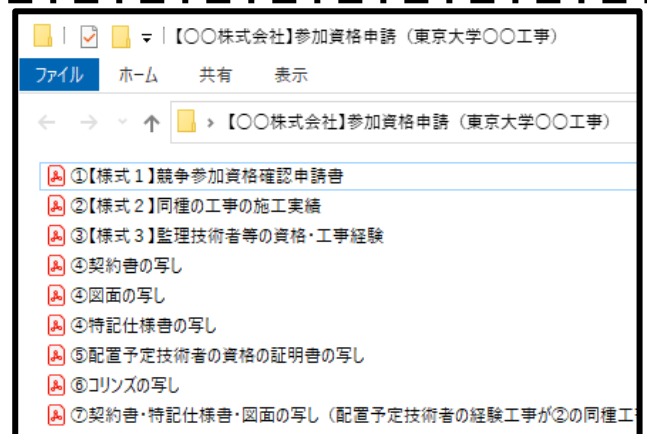 【〇〇株式会社】参加資格申請（東京大学〇〇工事）
ファイル ホーム 共有 表示
【〇〇株式会社】参加資格申請（東京大学〇〇工事）
①【様式１】競争参加資格確認申請書
②【様式２】同種の工事の施工実績
③【様式３】監理技術者等の資格・工事経験
④契約書の写し
④図面の写し
④特記仕様書の写し
⑤配置予定技術者の資格の証明書の写し
⑥コリンズの写し
⑦契約書・特記仕様書・図面の写し（配置予定技術者の経験工事が②の同種工